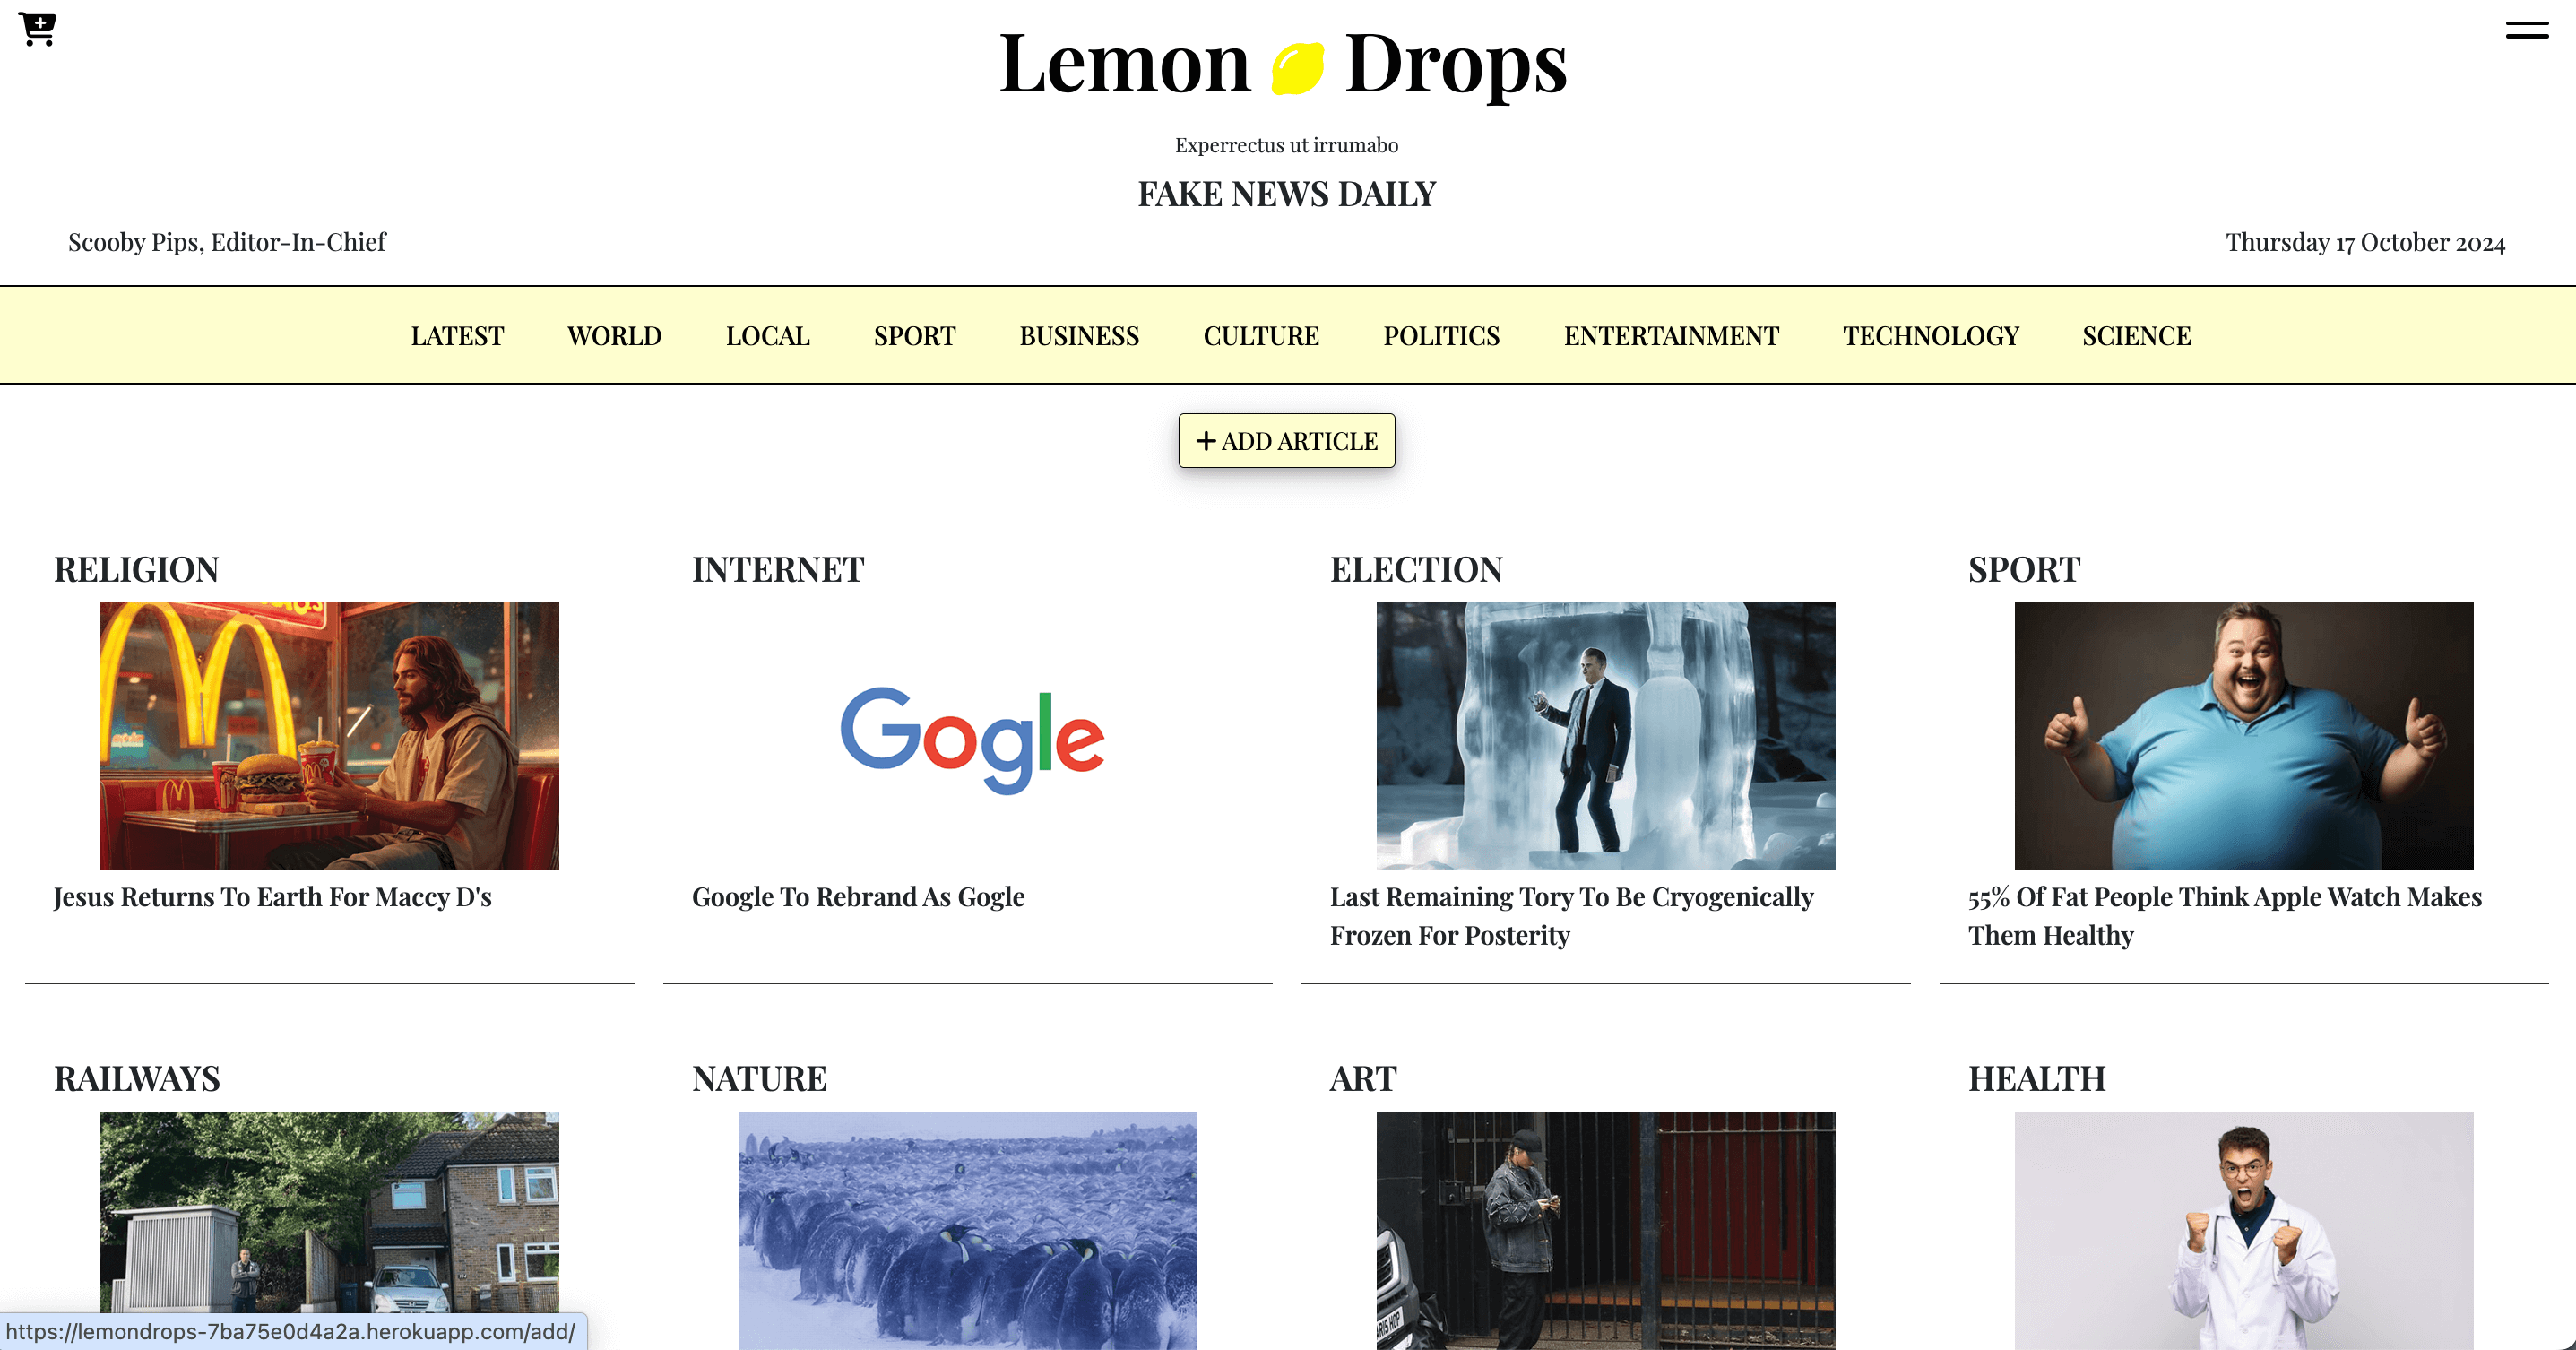 Lemon Drops
Experrectus ut irrumabo
FAKE NEWS DAILY
Scooby Pips, Editor-In-Chief
Thursday 17 October 2024
LATEST WORLD LOCAL SPORT BUSINESS CULTURE POLITICS ENTERTAINMENT TECHNOLOGY SCIENCE
ADD ARTICLE
RELIGION
Jesus Returns To Earth For Maccy D's
INTERNET
Gogle
Google To Rebrand As Gogle
ELECTION
Last Remaining Tory To Be Cryogenically
Frozen For Posterity
SPORT
55% Of Fat People Think Apple Watch Makes
Them Healthy
RAILWAYS
NATURE
ART
HEALTH
https://lemondrops-7ba75e0d4a2a.herokuapp.com/add/